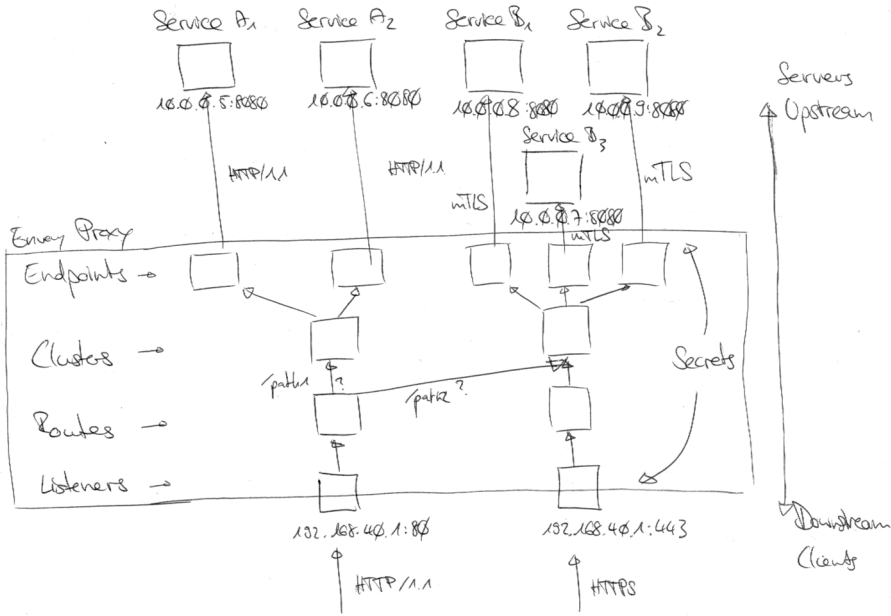 Service A1
Service A2
Service B1
Service B2
10.0.0.5:8080
10.0.0.6:8080
10.0.0.8:8080
10.0.0.9:8080
Service B3
HTTP/1.1
HTTP/1.1
mTLS
mTLS
10.0.0.7:8080
mTLS
Envoy Proxy
Endpoints
Clusters
/path1 ?
/path2 ?
Routes
Listeners
Secrets
192.168.40.1:80
192.168.40.1:443
HTTP/1.1
HTTPS
Servers
Upstream
Downstream
Clients